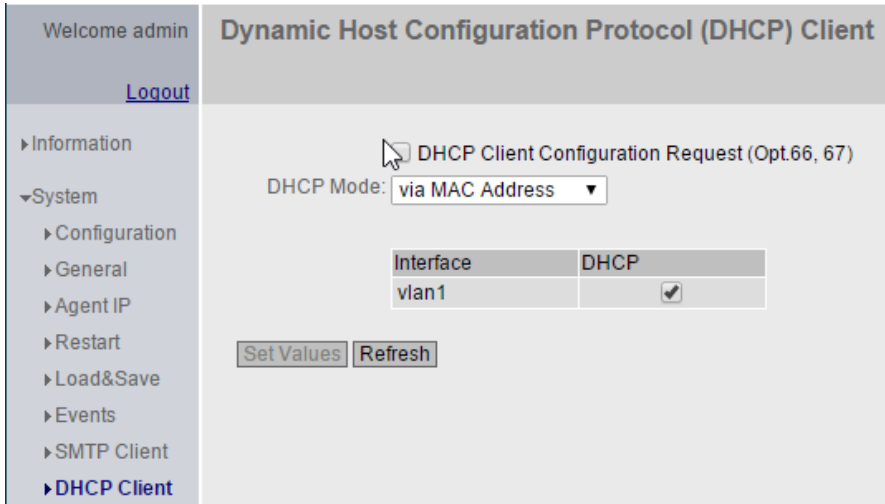 Welcome admin
Logout
Dynamic Host Configuration Protocol (DHCP) Client
Information
System
Configuration
General
Agent IP
Restart
Load&Save
Events
SMTP Client
DHCP Client
DHCP Client Configuration Request (Opt.66, 67)
DHCP Mode: via MAC Address
Interface DHCP
vlan1
Set Values Refresh